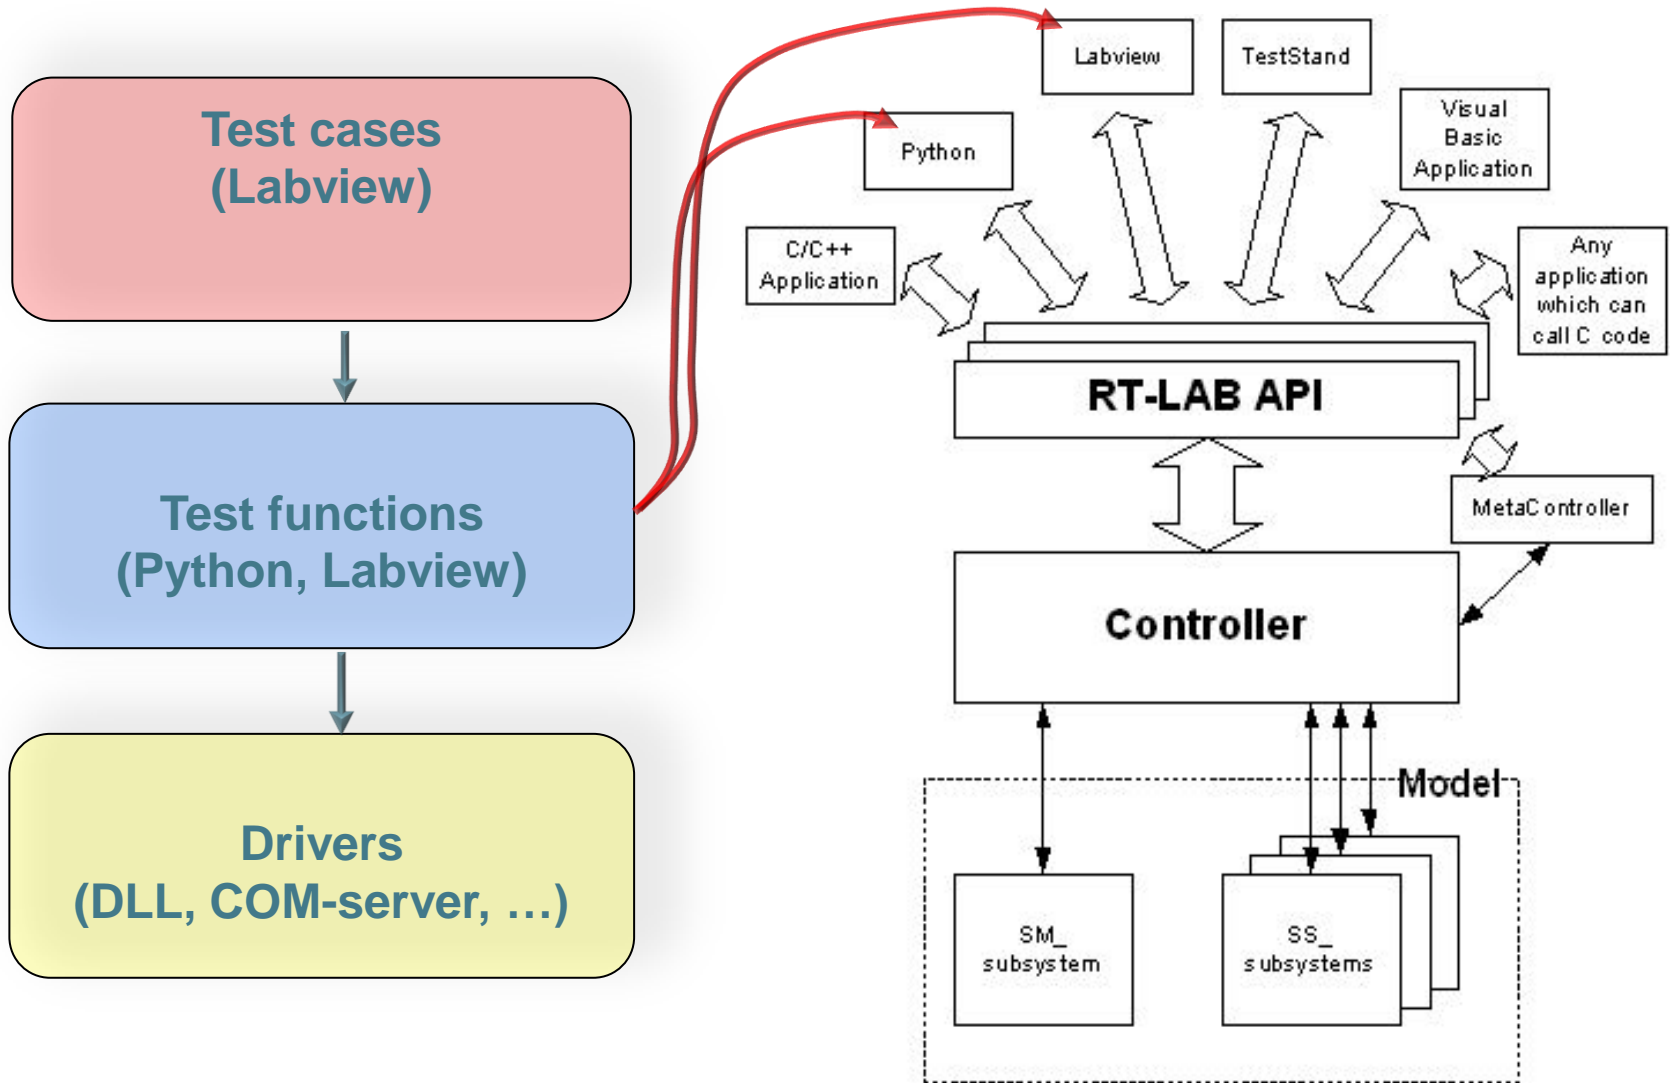 Test cases
(Labview)
Test functions
(Python, Labview)
Drivers
(DLL, COM-server, …)
Labview
TestStand
Python
Visual
Basic
Application
C/C++
Application
Any
application
which can
call C code
RT-LAB API
MetaController
Controller
Model
SM_
subsystem
SS_
subsystems